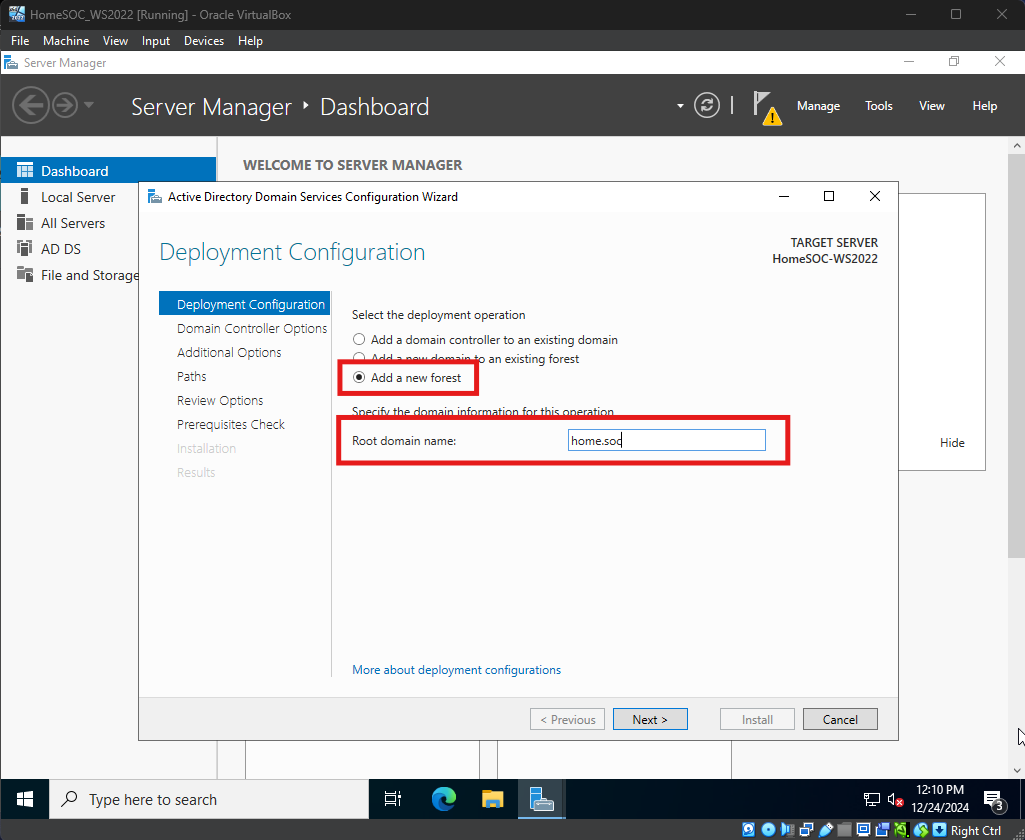 HomeSOC_WS2022 [Running] - Oracle VirtualBox
File Machine View Input Devices Help
Server Manager
Server Manager ‣ Dashboard
Manage Tools View Help
WELCOME TO SERVER MANAGER
Dashboard
Local Server
All Servers
AD DS
File and Storage
Active Directory Domain Services Configuration Wizard
Deployment Configuration
TARGET SERVER
HomeSOC-WS2022
Deployment Configuration
Domain Controller Options
Additional Options
Paths
Review Options
Prerequisites Check
Installation
Results
Select the deployment operation
Add a domain controller to an existing domain
Add a new domain to an existing forest
Add a new forest
Specify the domain information for this operation
Root domain name: home.soc
More about deployment configurations
Hide
< Previous Next > Install Cancel
Type here to search
12:10 PM
12/24/2024
3
Right Ctrl